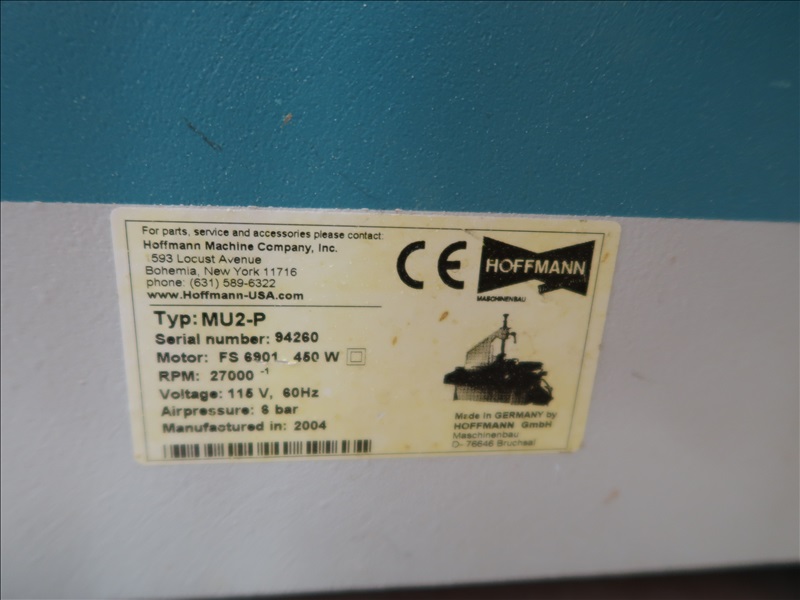 For parts, service and accessories please contact:
Hoffmann Machine Company, Inc.
593 Locust Avenue
Bohemia, New York 11716
phone: (631) 589-6322
www.Hoffmann-USA.com
CE
HOFFMANN
MASCHINENBAU
Typ: MU2-P
Serial number: 94260
Motor: FS 6901 450 W
RPM: 27000 -1
Voltage: 115 V, 60Hz
Airpressure: 6 bar
Manufactured in: 2004
Made in GERMANY by
HOFFMANN GmbH
Maschinenbau
D- 76646 Bruchsal